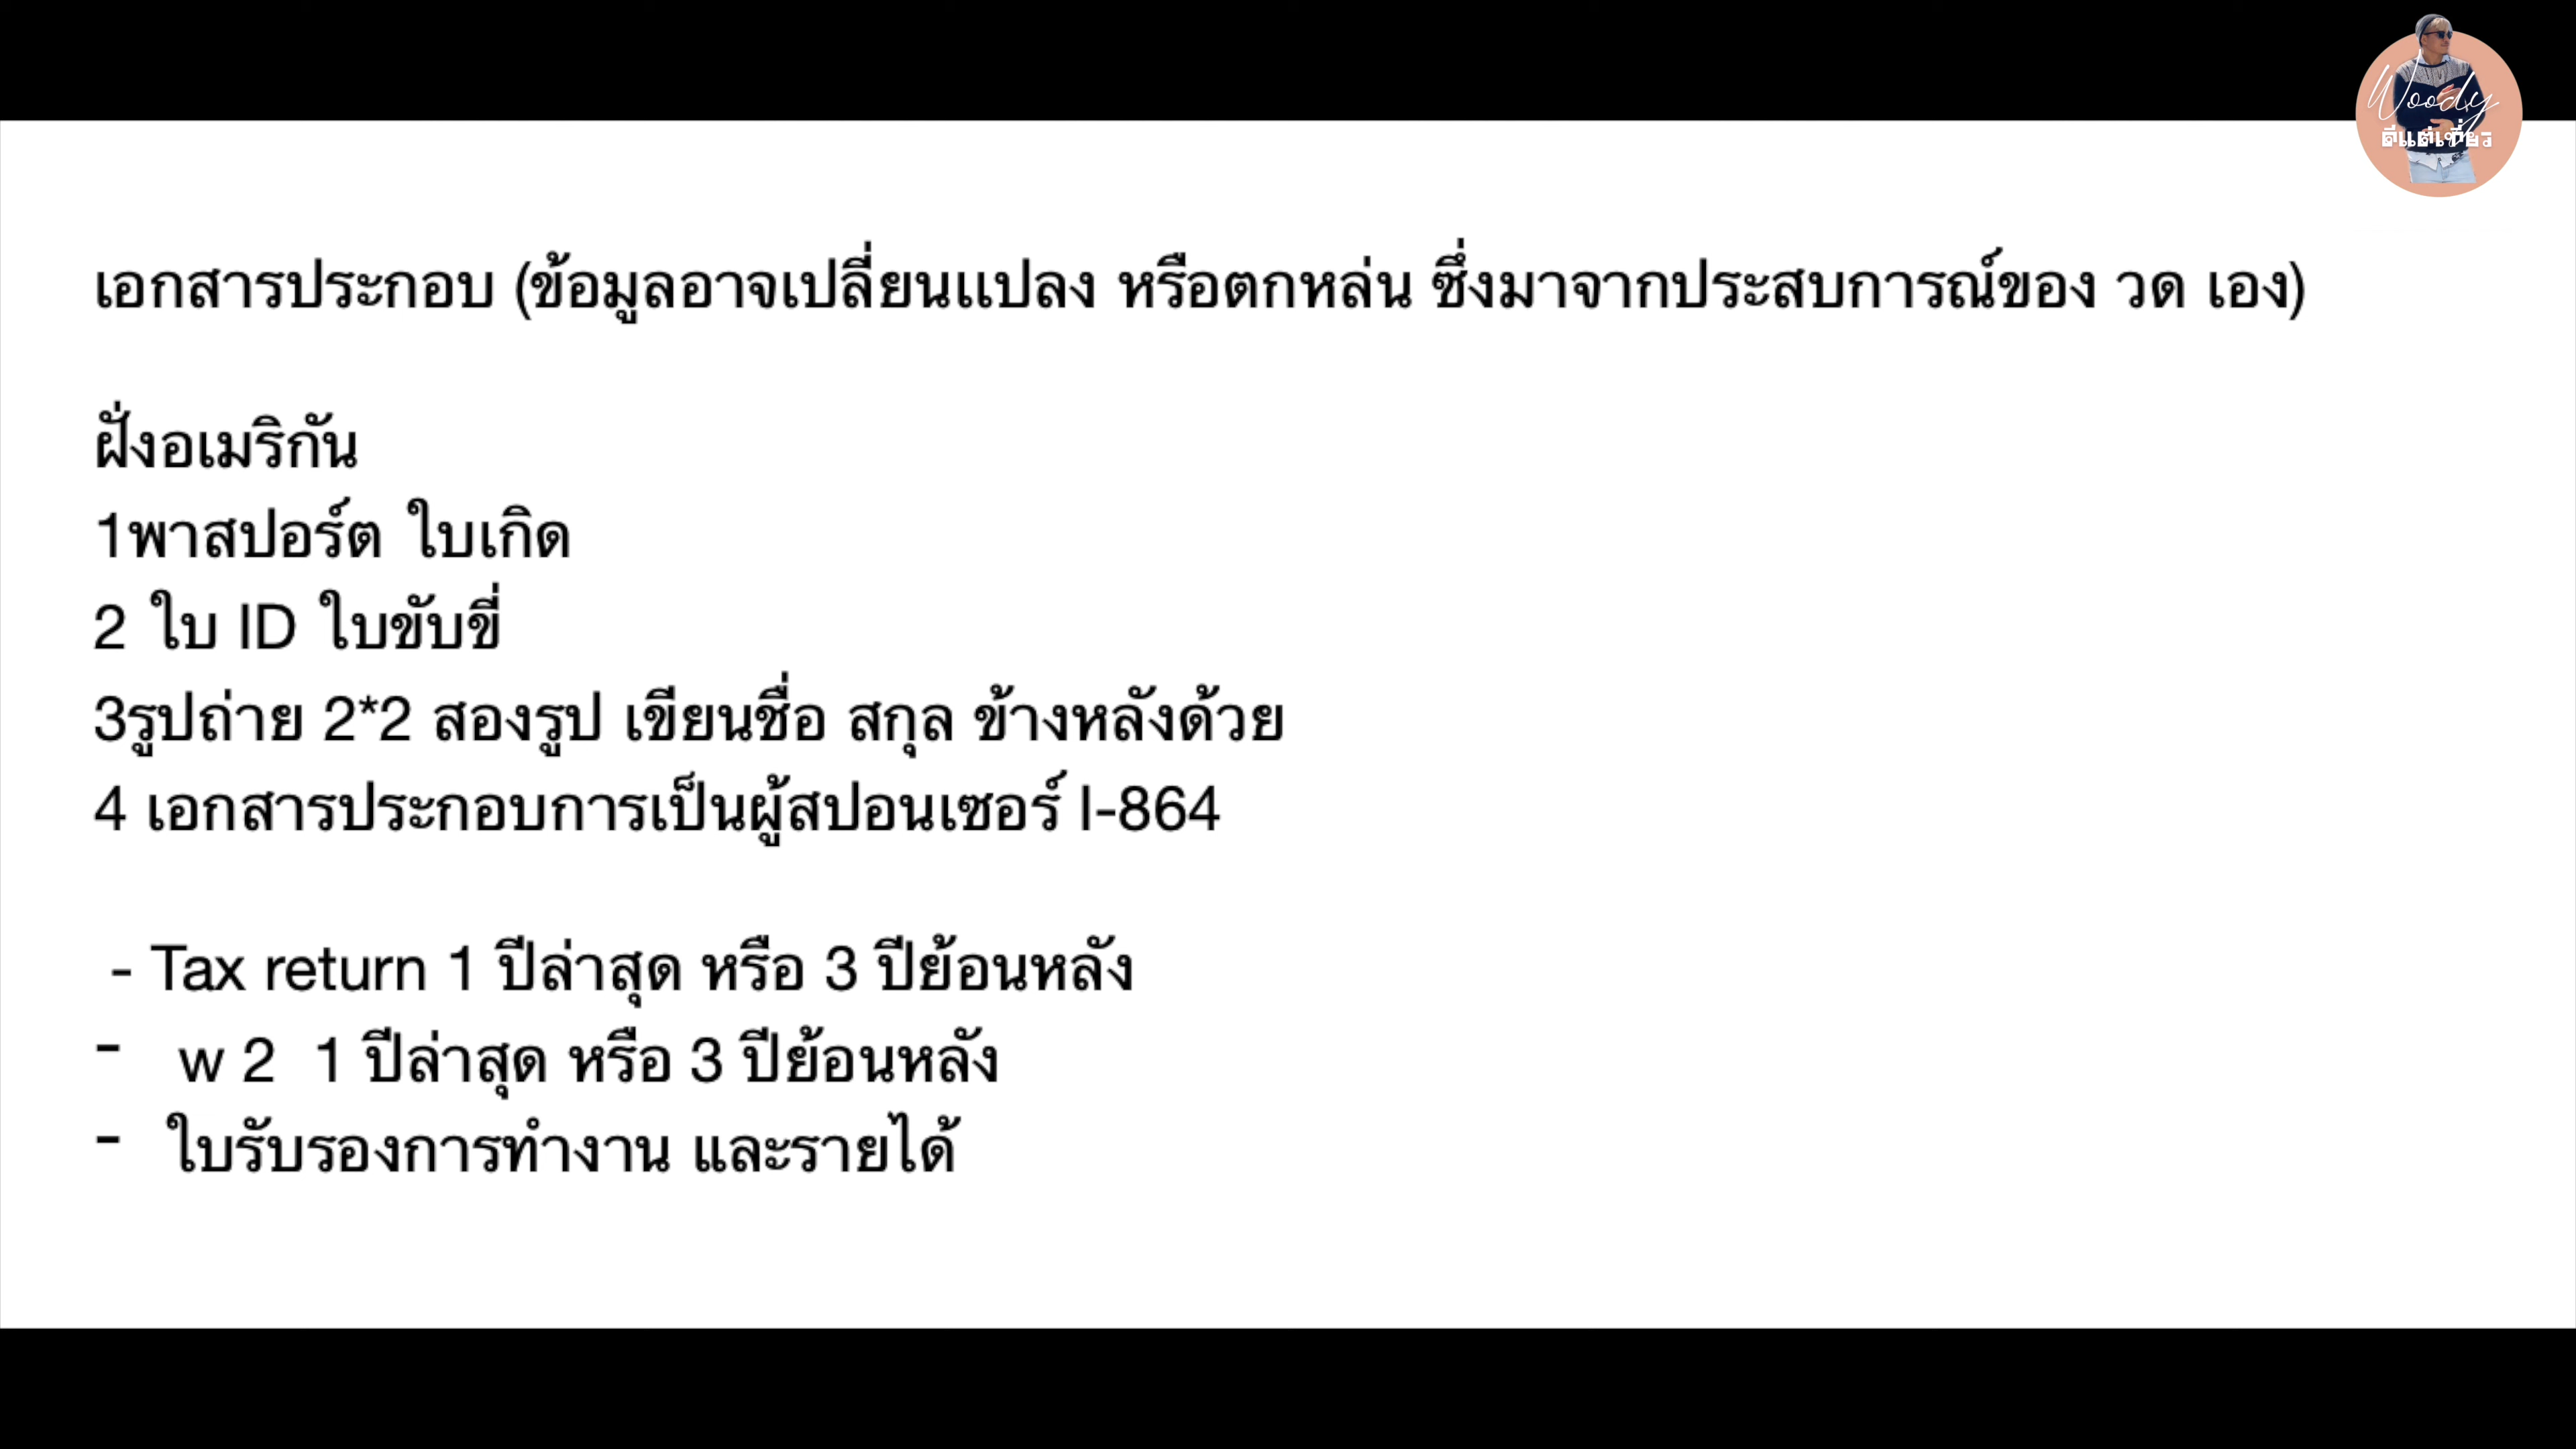 Woody
ดีแต่เที่ยว
เอกสารประกอบ (ข้อมูลอาจเปลี่ยนแปลง หรือตกหล่น ซึ่งมาจากประสบการณ์ของ วด เอง)
ฝั่งอเมริกัน
1พาสปอร์ต ใบเกิด
2 ใบ ID ใบขับขี่
3รูปถ่าย 2*2 สองรูป เขียนชื่อ สกุล ข้างหลังด้วย
4 เอกสารประกอบการเป็นผู้สปอนเซอร์ I-864
- Tax return 1 ปีล่าสุด หรือ 3 ปีย้อนหลัง
- w 2 1 ปีล่าสุด หรือ 3 ปีย้อนหลัง
- ใบรับรองการทำงาน และรายได้